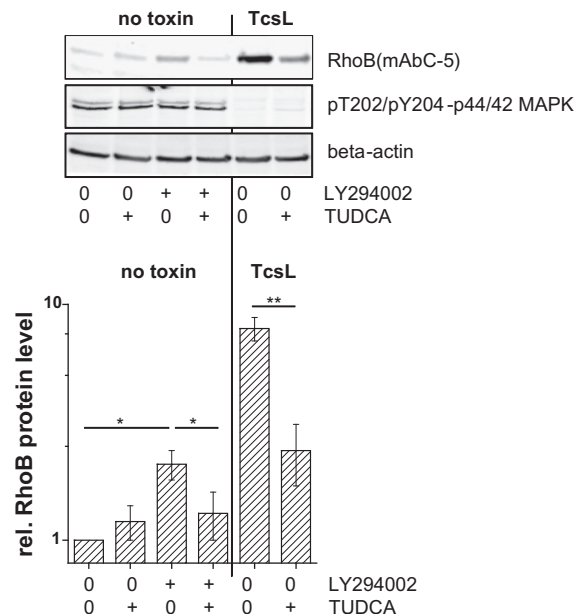 no toxin TcsL
RhoB(mAbC-5)
pT202/pY204-p44/42 MAPK
beta-actin
0 0 + + 0 0 LY294002
0 + 0 + 0 + TUDCA
no toxin TcsL
10
**
* *
rel. RhoB protein level
1
0 0 + + 0 0 LY294002
0 + 0 + 0 + TUDCA